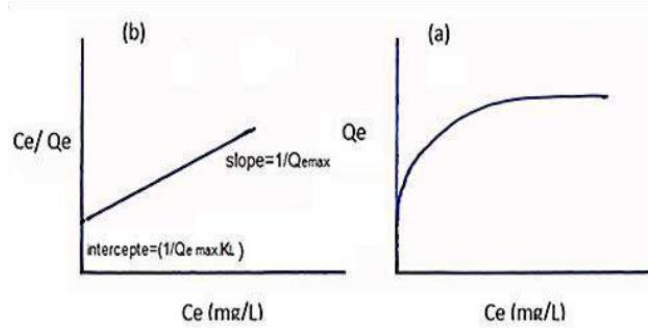 (b)
Ce/ Qe
slope=1/Qemax
intercepte=(1/Qe max.KL)
Ce (mg/L)
(a)
Qe
Ce (mg/L)